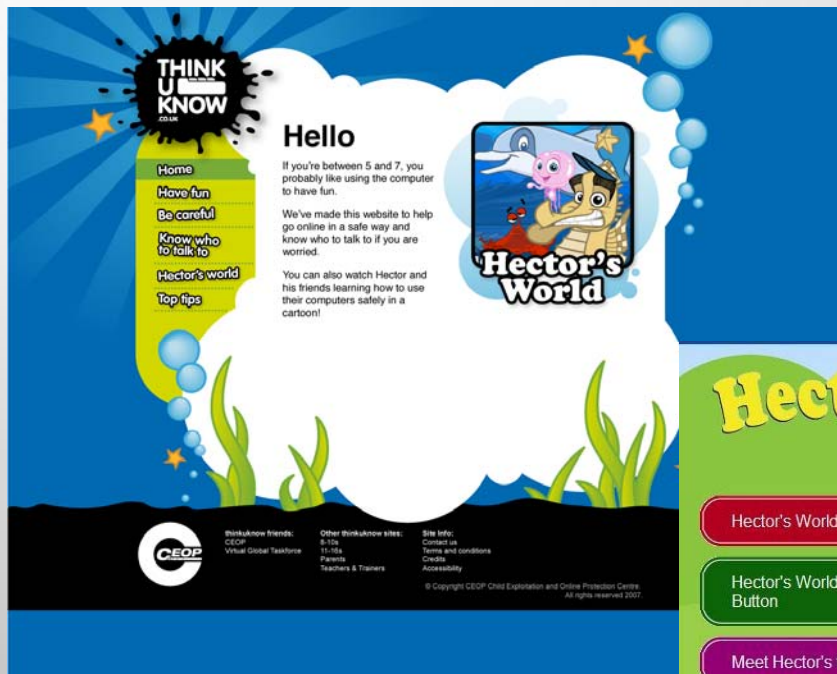 THINK
U
KNOW
.CO.UK
Home
Have fun
Be careful
Know who
to talk to
Hector's world
Top tips
Hello
If you're between 5 and 7, you
probably like using the computer
to have fun.
We've made this website to help
go online in a safe way and
know who to talk to if you are
worried.
You can also watch Hector and
his friends learning how to use
their computers safely in a
cartoon!
Hector's
World
CEOP
thinkuknow friends:
CEOP
Virtual Global Taskforce
Other thinkuknow sites:
8-10s
11-16s
Parents
Teachers & Trainers
Site Info:
Contact us
Terms and conditions
Credits
Accessibility
© Copyright CEOP Child Exploitation and Online Protection Centre.
All rights reserved 2007.
Hect
Hector's World
Hector's World
Button
Meet Hector's